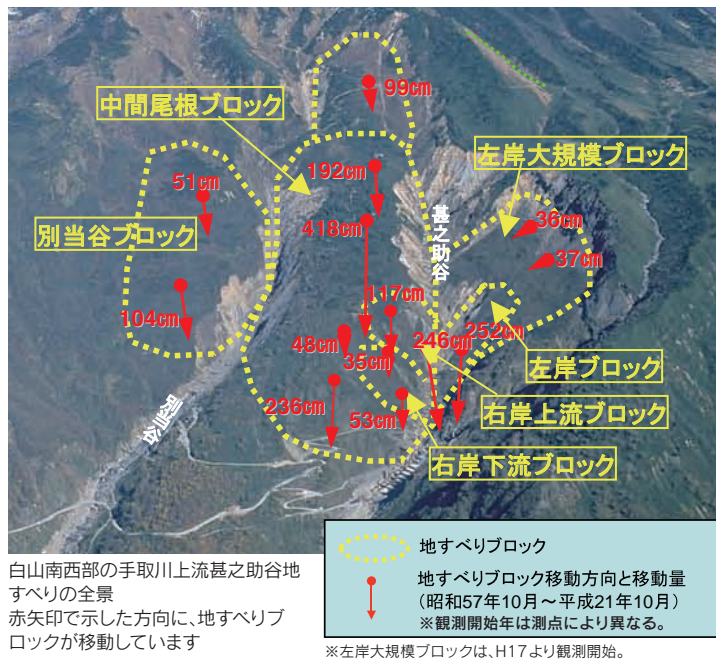 99㎝
中間尾根ブロック
左岸大規模ブロック
192㎝
51㎝
418㎝
甚之助谷
36㎝
別当谷ブロック
37㎝
117㎝
104㎝
48㎝
35㎝
246㎝
252㎝
左岸ブロック
236㎝
53㎝
右岸上流ブロック
別当谷
右岸下流ブロック
地すべりブロック
地すべりブロック移動方向と移動量
(昭和57年10月～平成21年10月)
※観測開始年は測点により異なる。
白山南西部の手取川上流甚之助谷地
すべりの全景
赤矢印で示した方向に、地すべりブ
ロックが移動しています
※左岸大規模ブロックは、H17より観測開始。